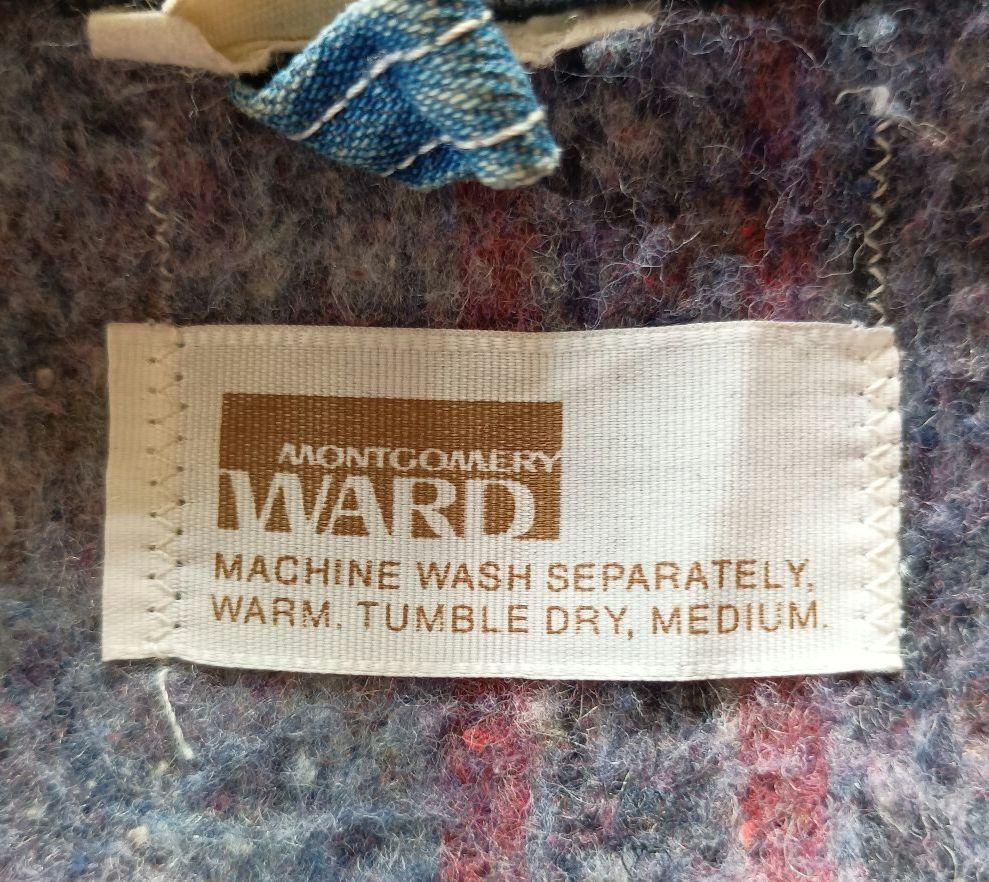 MONTGOMERY
WARD
MACHINE WASH SEPARATELY,
WARM. TUMBLE DRY, MEDIUM.